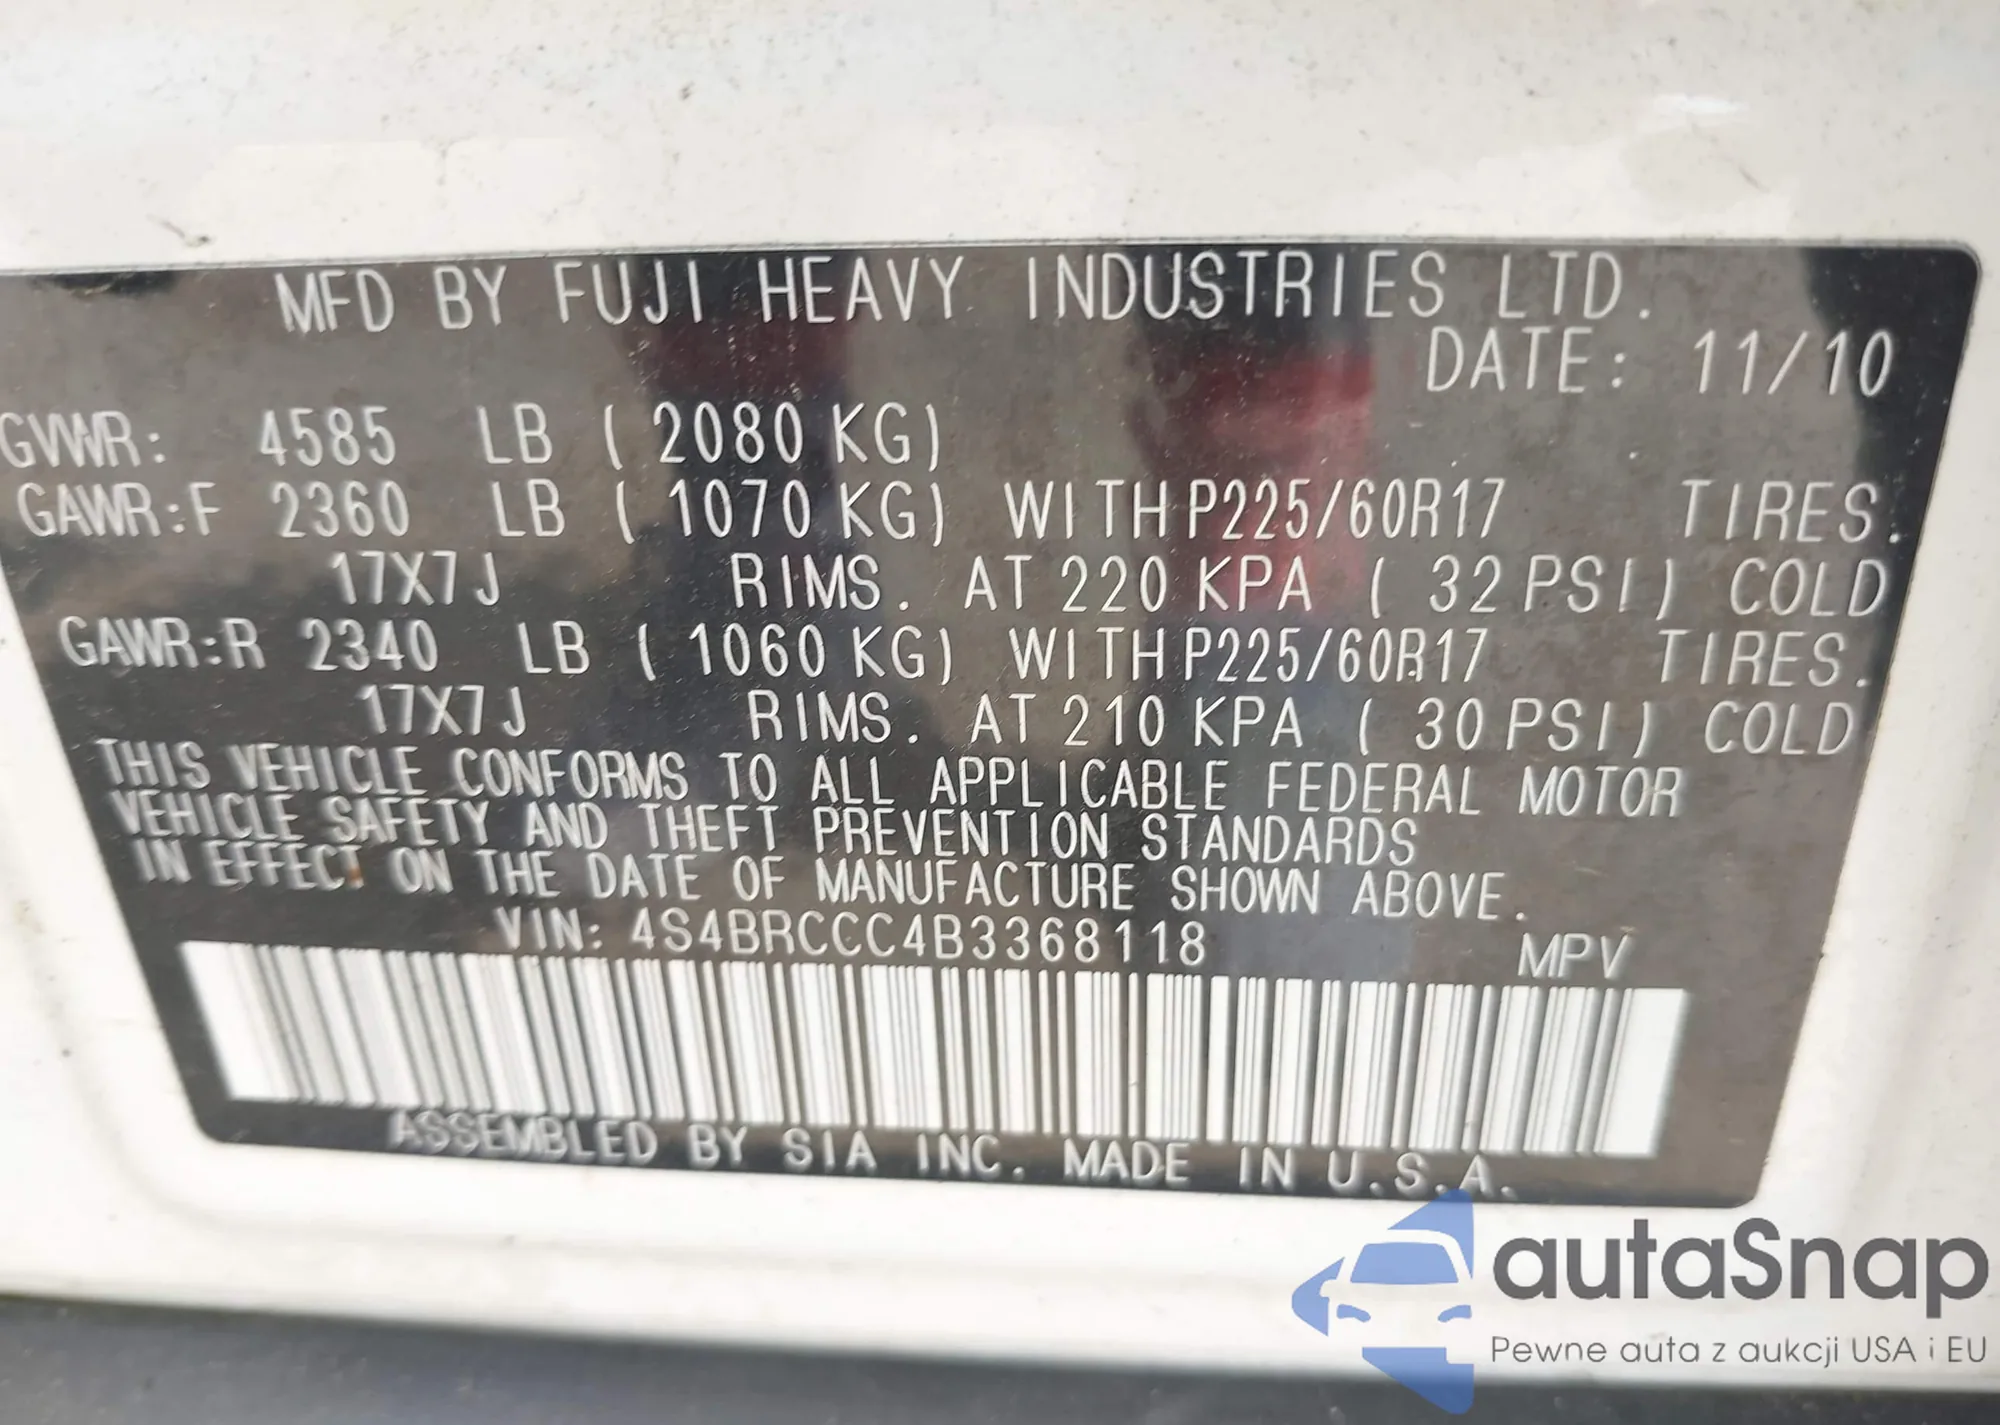 MFD BY FUJI HEAVY INDUSTRIES LTD.
DATE: 11/10
GVWR: 4585 LB ( 2080 KG)
GAWR:F 2360 LB ( 1070 KG) WITH P225/60R17 TIRES.
17X7J RIMS. AT 220 KPA ( 32 PSI) COLD
GAWR:R 2340 LB ( 1060 KG) WITH P225/60R17 TIRES.
17X7J RIMS. AT 210 KPA ( 30 PSI) COLD
THIS VEHICLE CONFORMS TO ALL APPLICABLE FEDERAL MOTOR
VEHICLE SAFETY AND THEFT PREVENTION STANDARDS
IN EFFECT ON THE DATE OF MANUFACTURE SHOWN ABOVE.
VIN: 4S4BRCCC4B3368118 MPV
ASSEMBLED BY SIA INC. MADE IN U.S.A.
autaSnap
Pewne auta z aukcji USA i EU